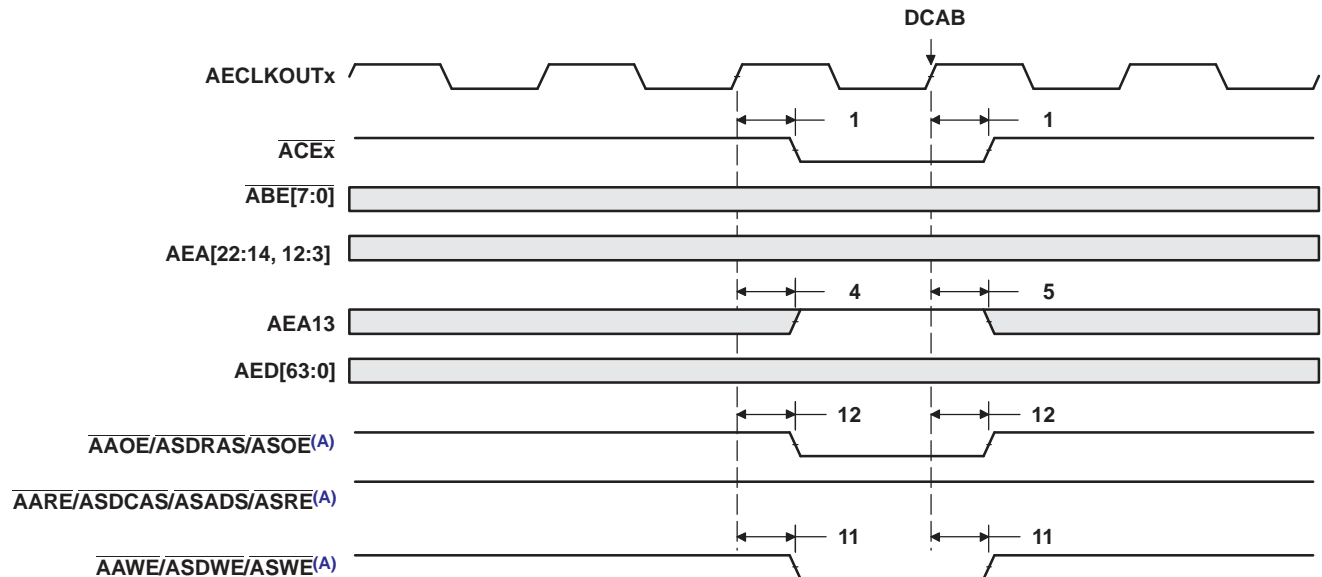 DCAB
AECLKOUTx
1 1
ACEx
ABE[7:0]
AEA[22:14, 12:3]
4 5
AEA13
AED[63:0]
12 12
AAOE/ASDRAS/ASOE(A)
AARE/ASDCAS/ASADS/ASRE(A)
11 11
AAWE/ASDWE/ASWE(A)